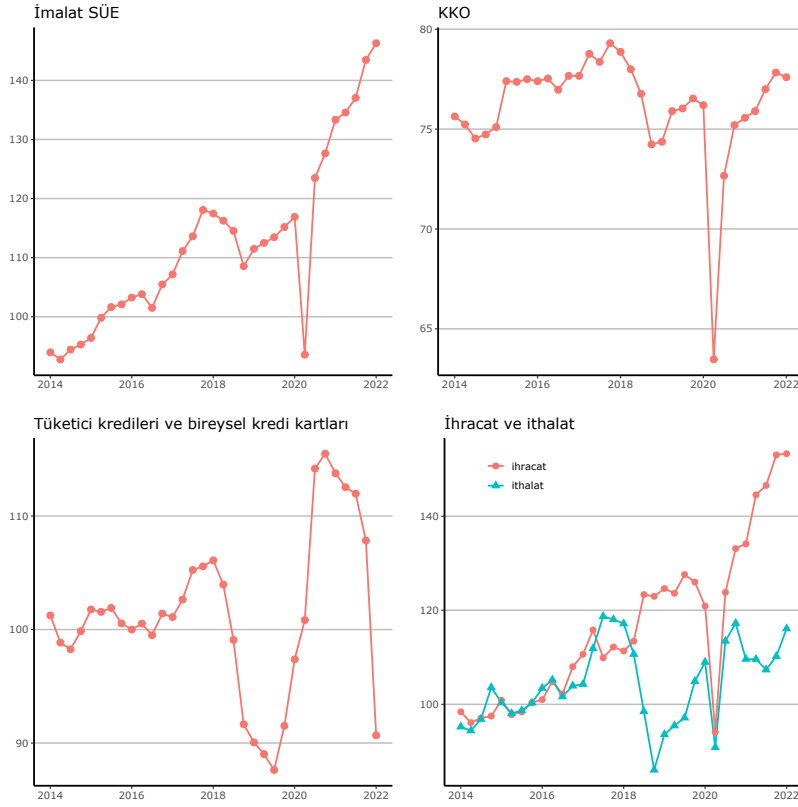 İmalat SÜE
140
130
120
110
100
2014 2016 2018 2020 2022
KKO
80
75
70
65
2014 2016 2018 2020 2022
Tüketici kredileri ve bireysel kredi kartları
110
100
90
2014 2016 2018 2020 2022
İhracat ve ithalat
ihracat
ithalat
140
120
100
2014 2016 2018 2020 2022